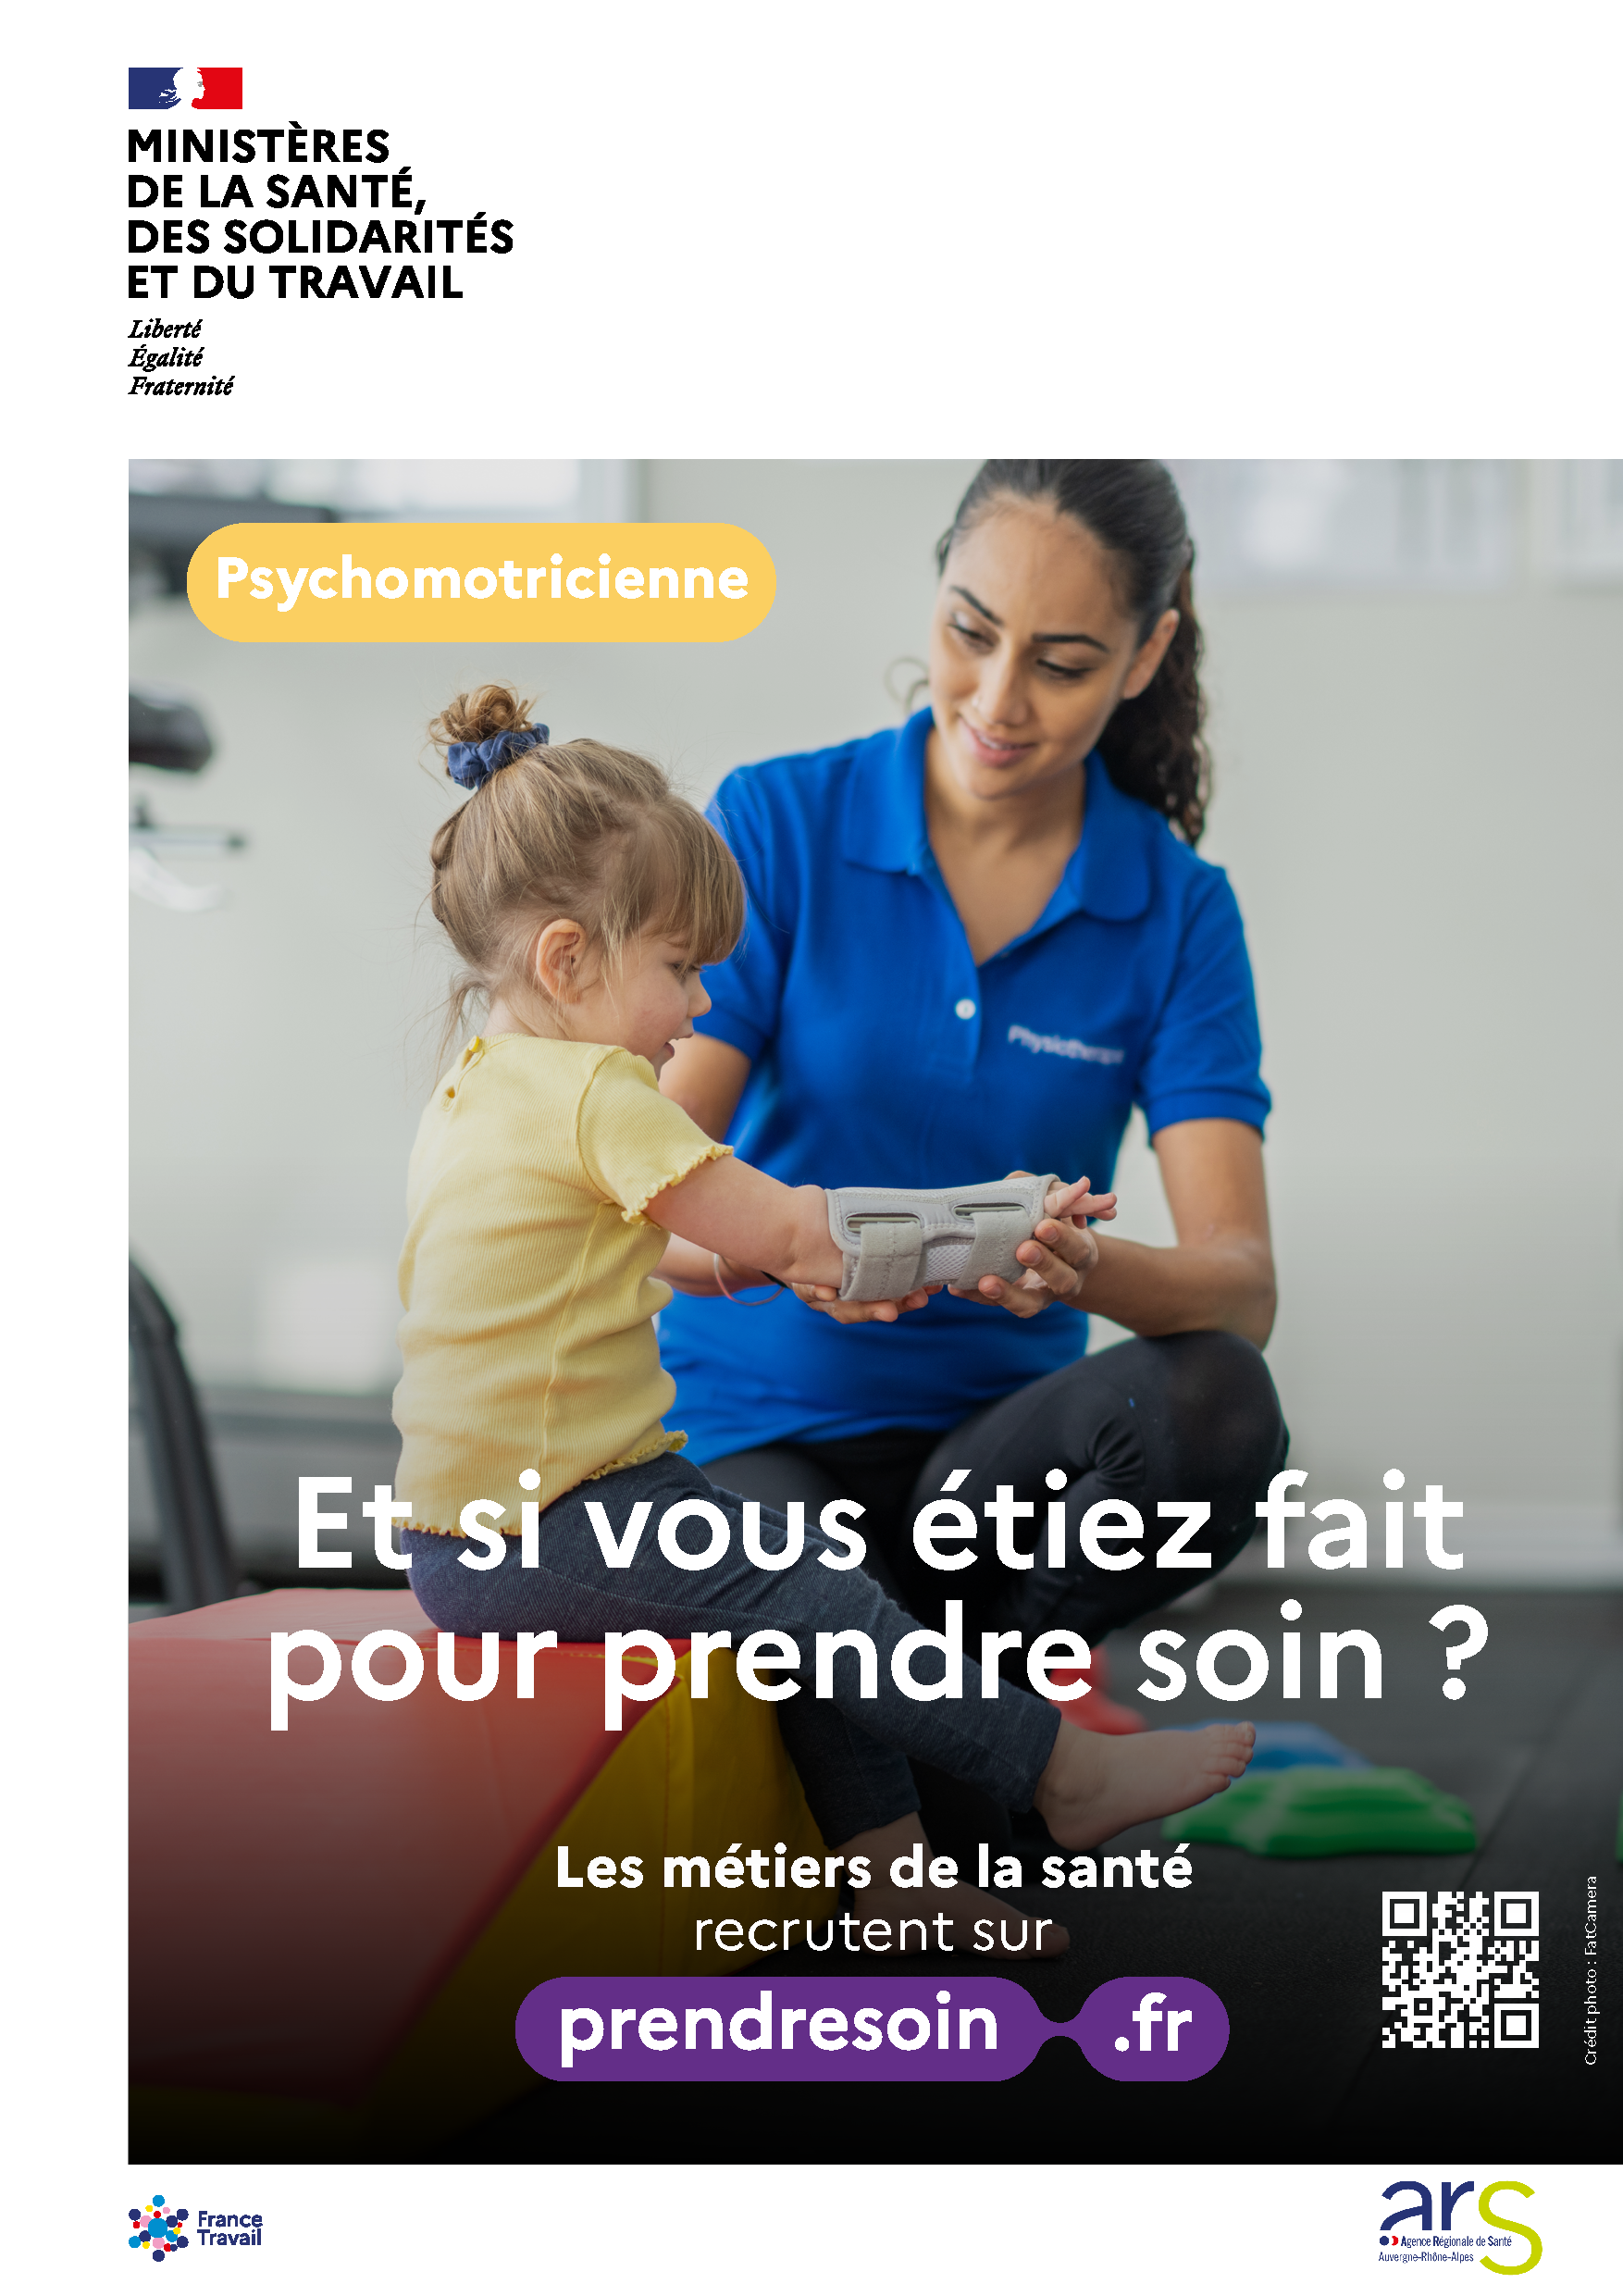 MINISTÈRES
DE LA SANTÉ,
DES SOLIDARITÉS
ET DU TRAVAIL
Liberté
Égalité
Fraternité
Psychomotricienne
Physiotherapy
Et si vous étiez fait
pour prendre soin ?
Les métiers de la santé
recrutent sur
prendresoin .fr
Crédit photo : FatCamera
France
Travail
ars
Agence Régionale de Santé
Auvergne-Rhône-Alpes